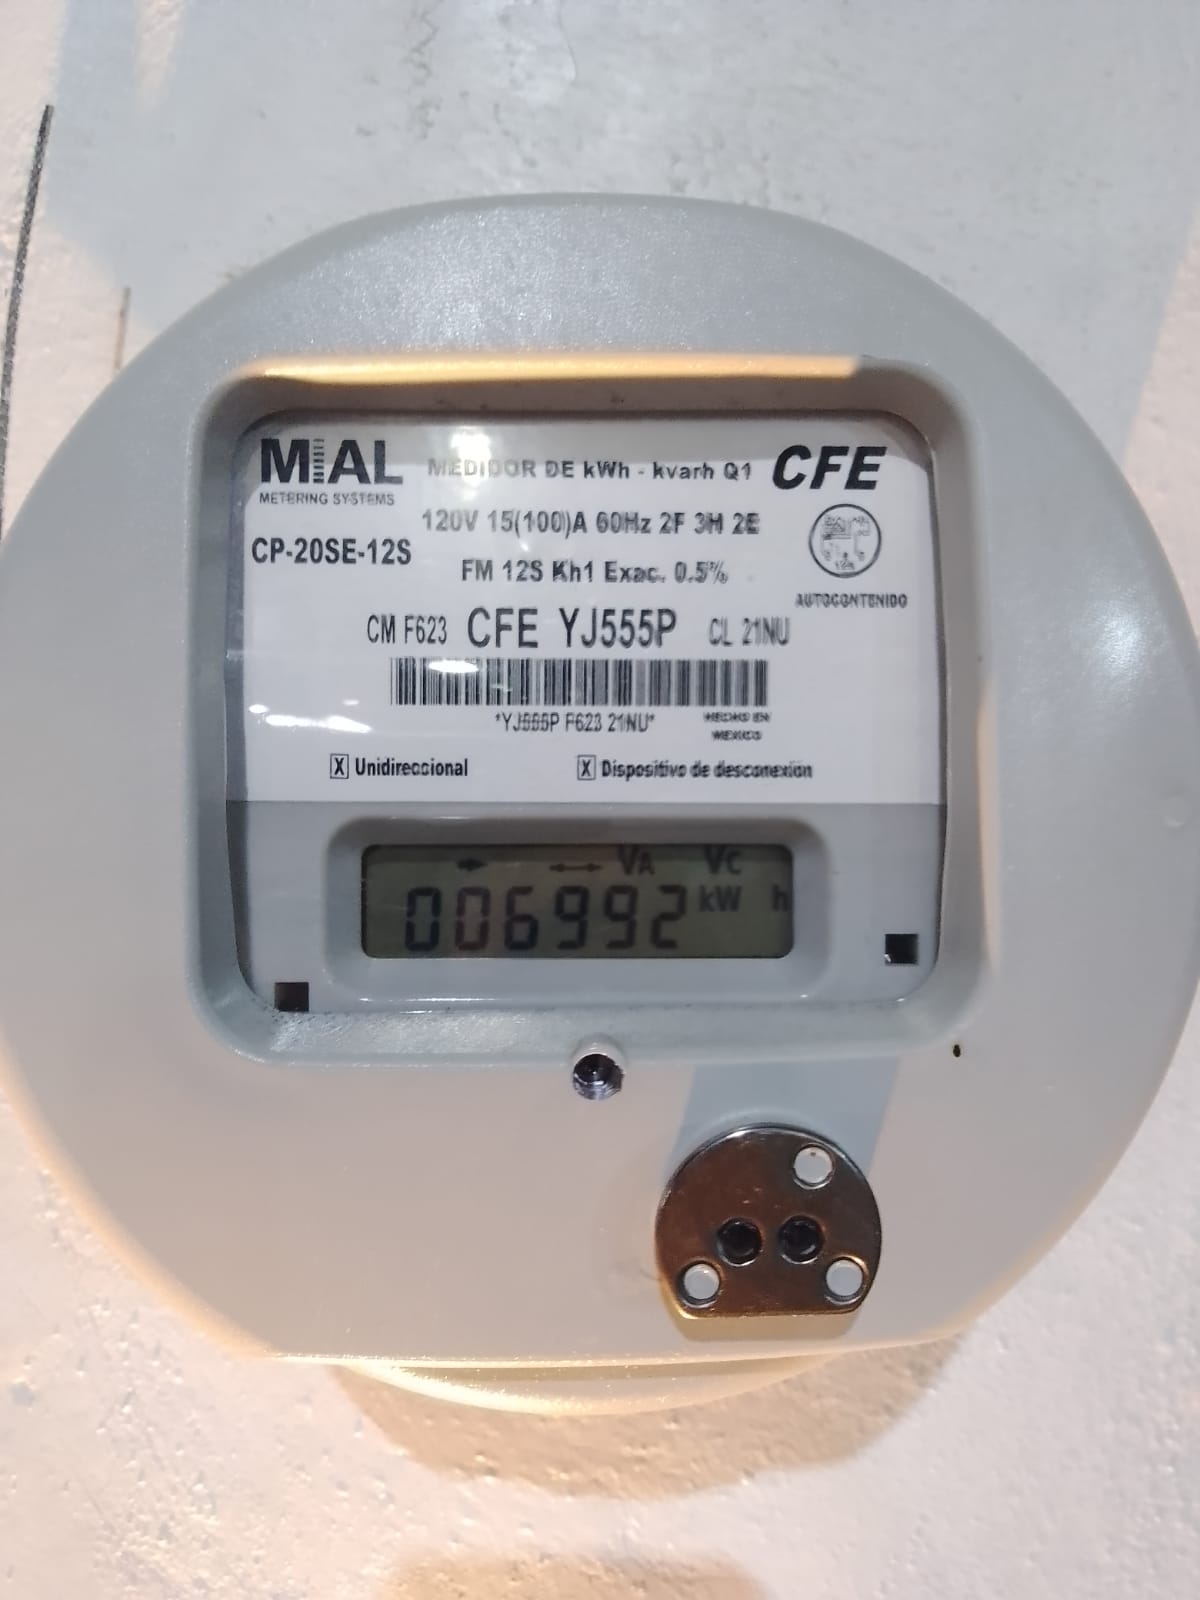 MIAL
METERING SYSTEMS
MEDIDOR DE kWh - kvarh Q1
CFE
120V 15(100)A 60Hz 2F 3H 2E
CP-20SE-12S
FM 12S Kh1 Exac. 0.5%
AUTOCONTENIDO
CM F623 CFE YJ555P CL 21NU
*YJ555P F623 21NU*
HECHO EN
MEXICO
X Unidireccional
X Dispositivo de desconexión
VA VC
006992 kW h